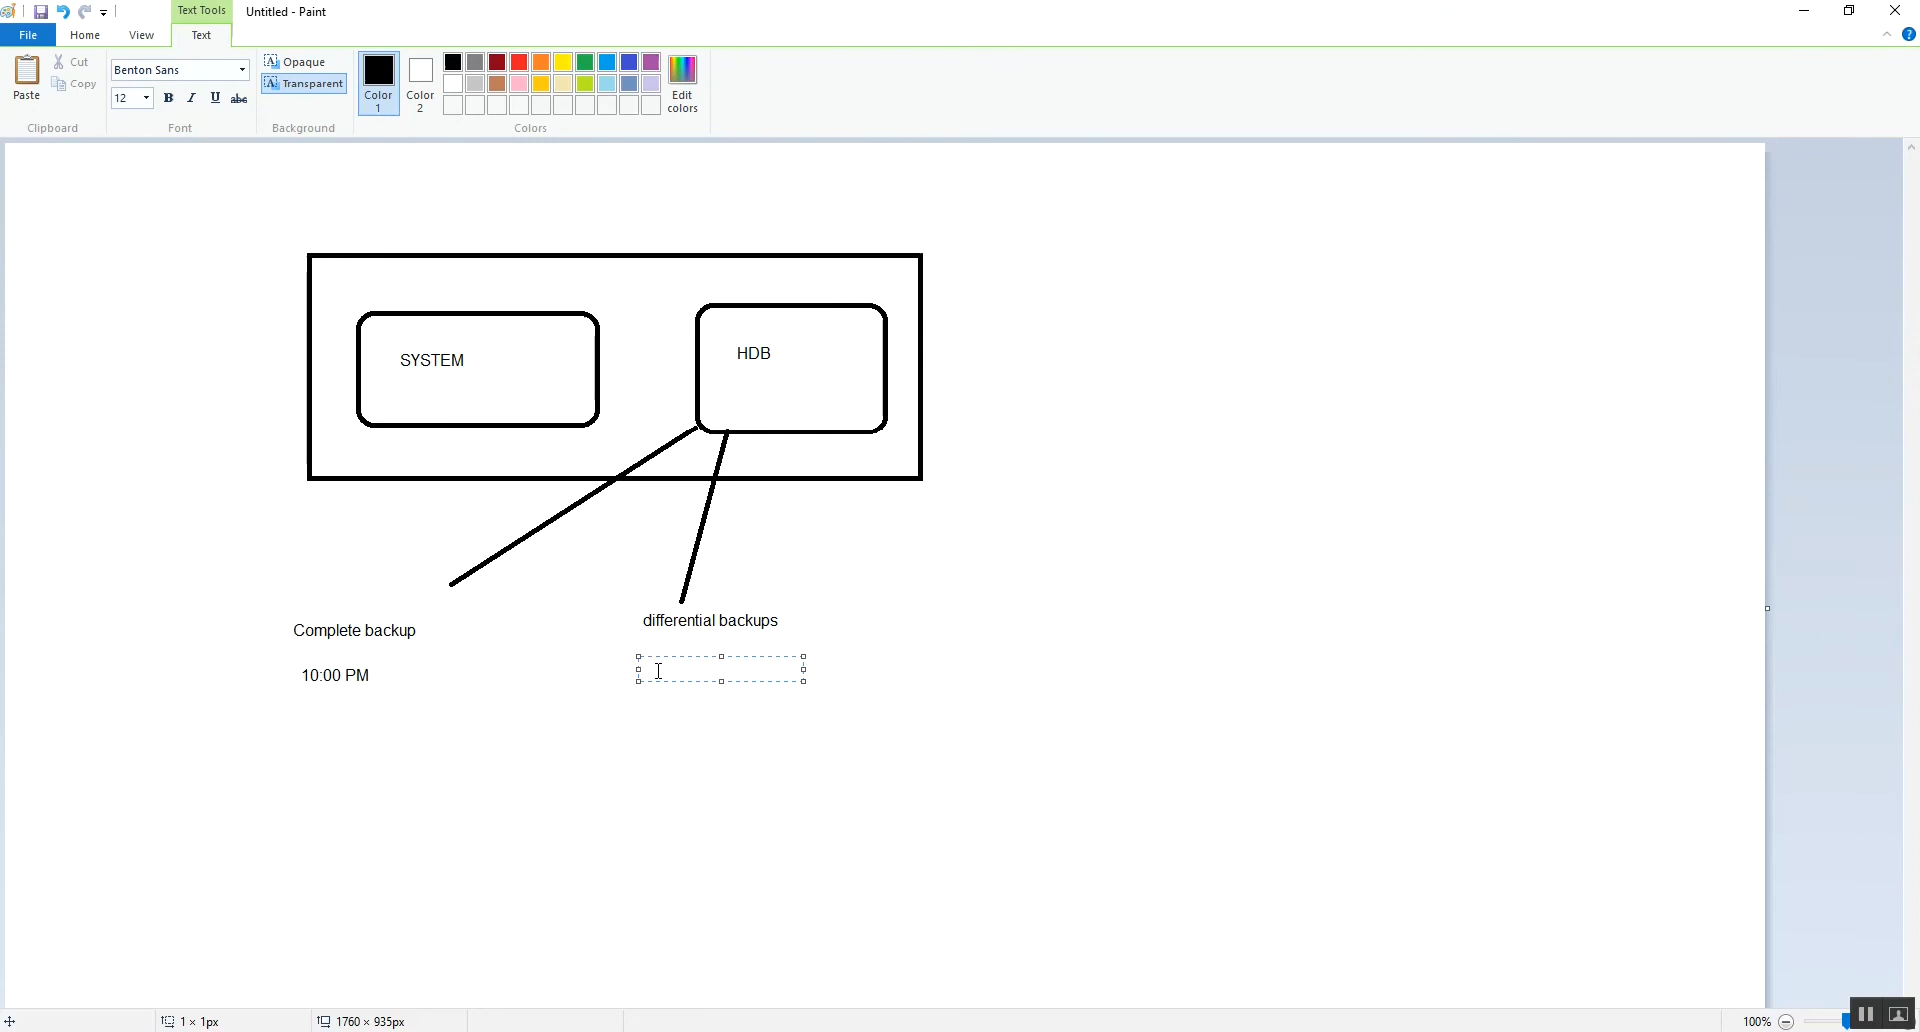 Text Tools
Untitled - Paint
File
Home
View
Text
Paste
Cut
Copy
Clipboard
Benton Sans
12
B
I
U
abc
Font
Opaque
Transparent
Background
Color
1
Color
2
Edit
colors
Colors
SYSTEM
HDB
Complete backup
differential backups
10:00 PM
1 × 1px
1760 × 935px
100%